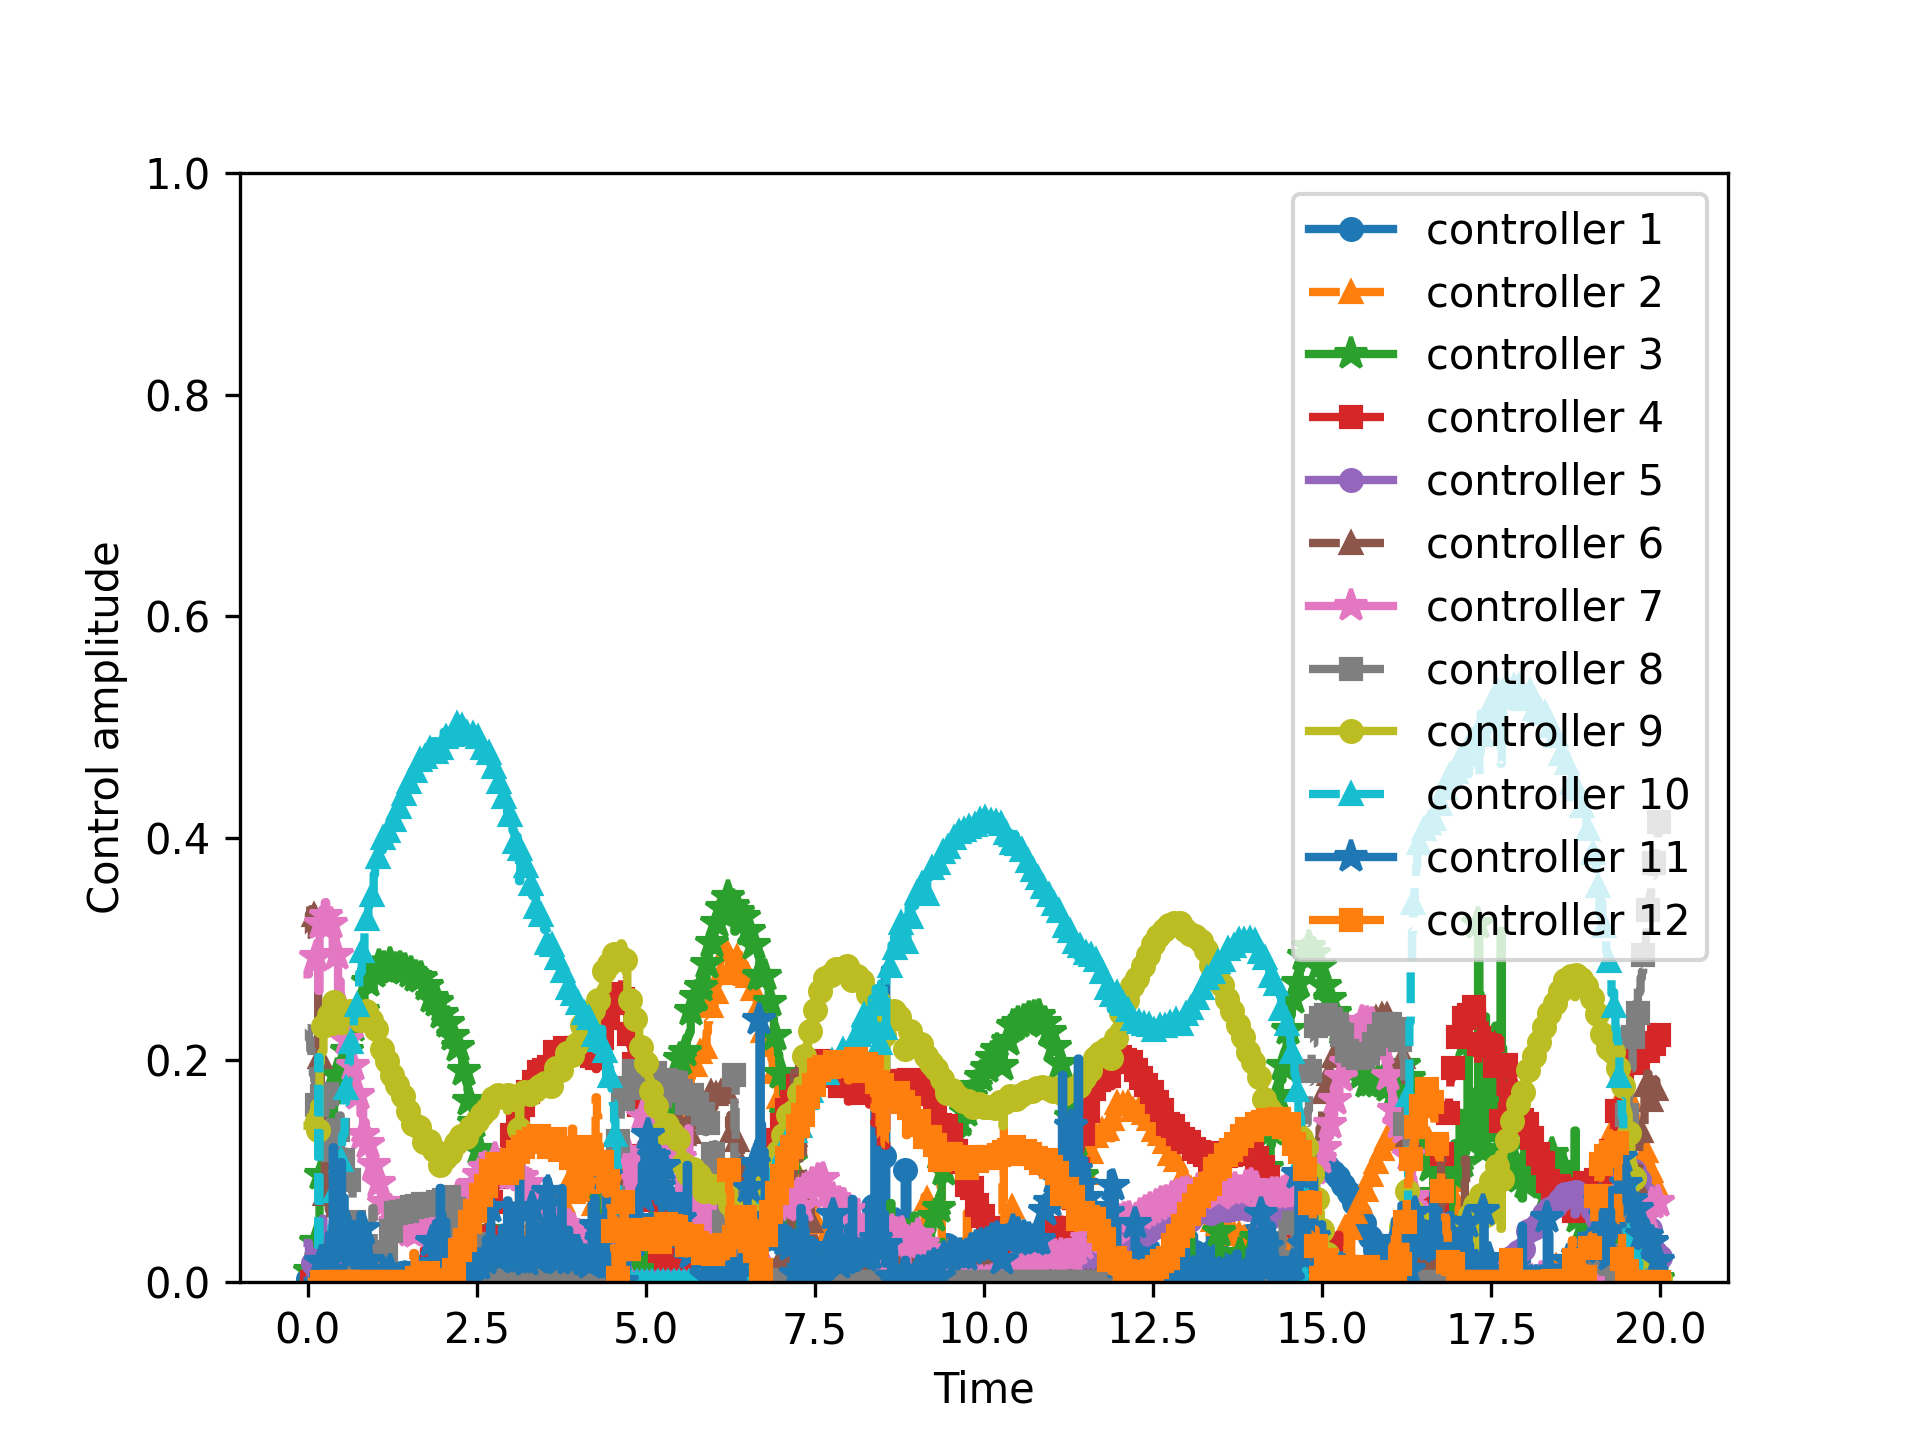 1.0
0.8
0.6
0.4
0.2
0.0
Control amplitude
controller 1
controller 2
controller 3
controller 4
controller 5
controller 6
controller 7
controller 8
controller 9
controller 10
controller 11
controller 12
0.0 2.5 5.0 7.5 10.0 12.5 15.0 17.5 20.0
Time